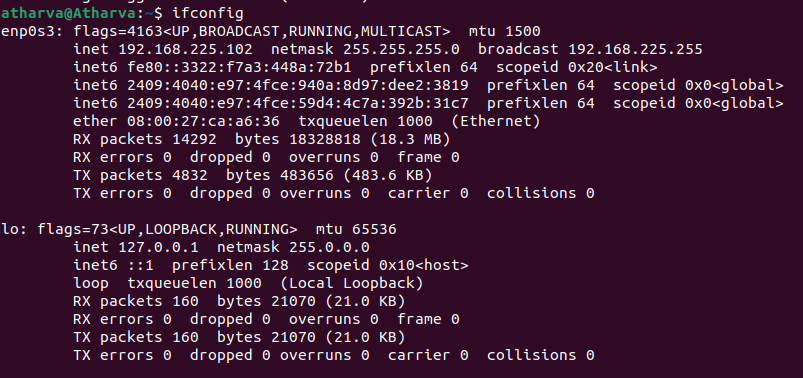 atharva@Atharva:~$ ifconfig
enp0s3: flags=4163<UP,BROADCAST,RUNNING,MULTICAST>  mtu 1500
        inet 192.168.225.102  netmask 255.255.255.0  broadcast 192.168.225.255
        inet6 fe80::3322:f7a3:448a:72b1  prefixlen 64  scopeid 0x20<link>
        inet6 2409:4040:e97:4fce:940a:8d97:dee2:3819  prefixlen 64  scopeid 0x0<global>
        inet6 2409:4040:e97:4fce:59d4:4c7a:392b:31c7  prefixlen 64  scopeid 0x0<global>
        ether 08:00:27:ca:a6:36  txqueuelen 1000  (Ethernet)
        RX packets 14292  bytes 18328818 (18.3 MB)
        RX errors 0  dropped 0  overruns 0  frame 0
        TX packets 4832  bytes 483656 (483.6 KB)
        TX errors 0  dropped 0 overruns 0  carrier 0  collisions 0

lo: flags=73<UP,LOOPBACK,RUNNING>  mtu 65536
        inet 127.0.0.1  netmask 255.0.0.0
        inet6 ::1  prefixlen 128  scopeid 0x10<host>
        loop  txqueuelen 1000  (Local Loopback)
        RX packets 160  bytes 21070 (21.0 KB)
        RX errors 0  dropped 0  overruns 0  frame 0
        TX packets 160  bytes 21070 (21.0 KB)
        TX errors 0  dropped 0 overruns 0  carrier 0  collisions 0